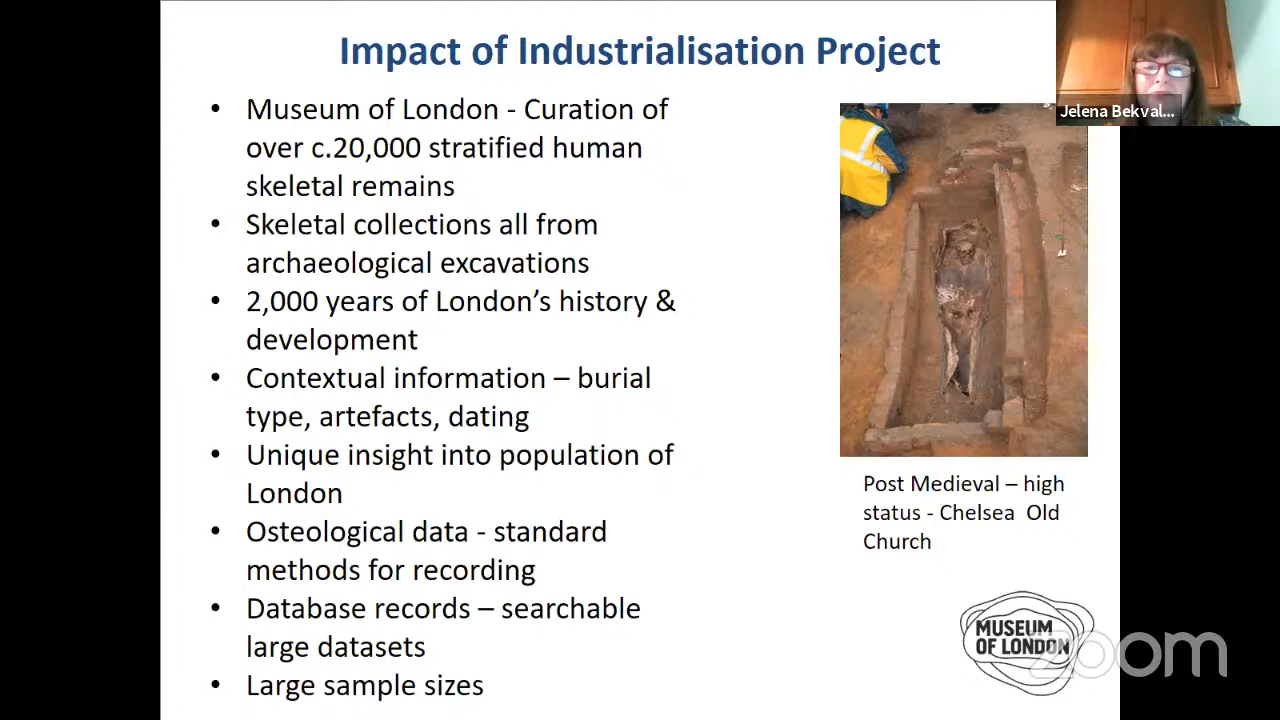 Impact of Industrialisation Project
• Museum of London - Curation of
over c.20,000 stratified human
skeletal remains
• Skeletal collections all from
archaeological excavations
• 2,000 years of London’s history &
development
• Contextual information – burial
type, artefacts, dating
• Unique insight into population of
London
• Osteological data - standard
methods for recording
• Database records – searchable
large datasets
• Large sample sizes
Jelena Bekval...
Post Medieval – high
status - Chelsea Old
Church
MUSEUM
OF LONDON
zoom